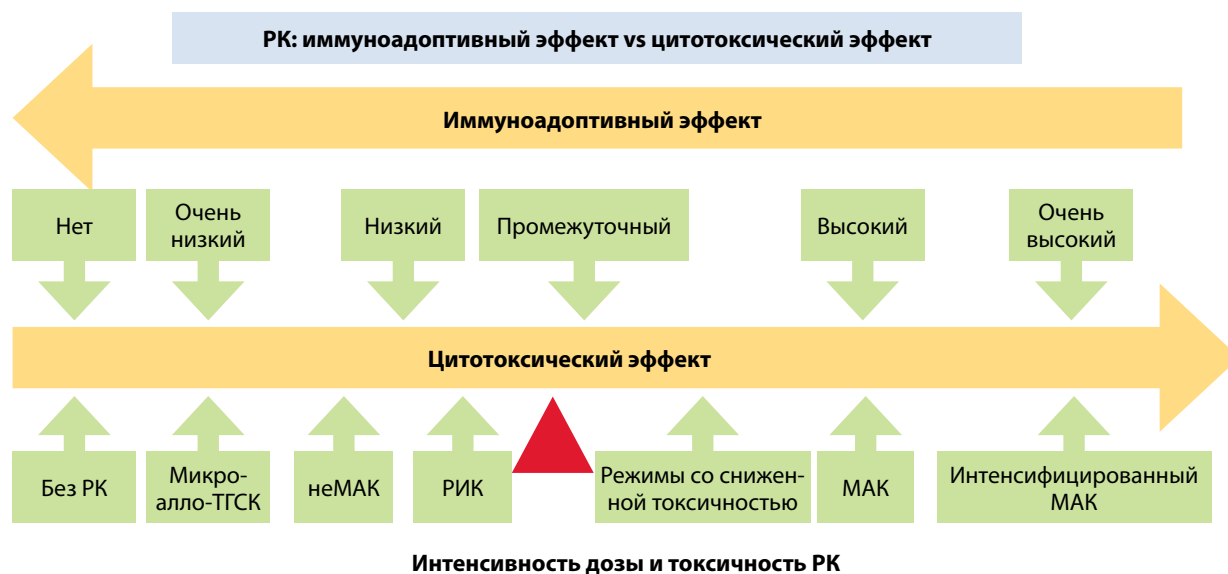 РК: иммуноадоптивный эффект vs цитотоксический эффект
Иммуноадоптивный эффект
Нет
Очень
низкий
Низкий
Промежуточный
Высокий
Очень
высокий
Цитотоксический эффект
Без РК
Микро-
алло-ТГСК
неМАК
РИК
Режимы со снижен-
ной токсичностью
МАК
Интенсифицированный
МАК
Интенсивность дозы и токсичность РК